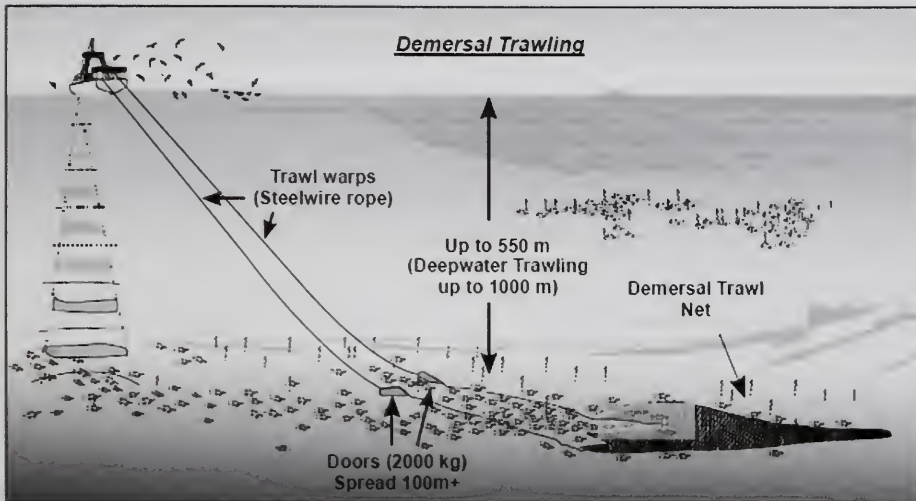 Demersal Trawling
Trawl warps
(Steelwire rope)
Up to 550 m
(Deepwater Trawling
up to 1000 m)
Demersal Trawl
Net
Doors (2000 kg)
Spread 100m+